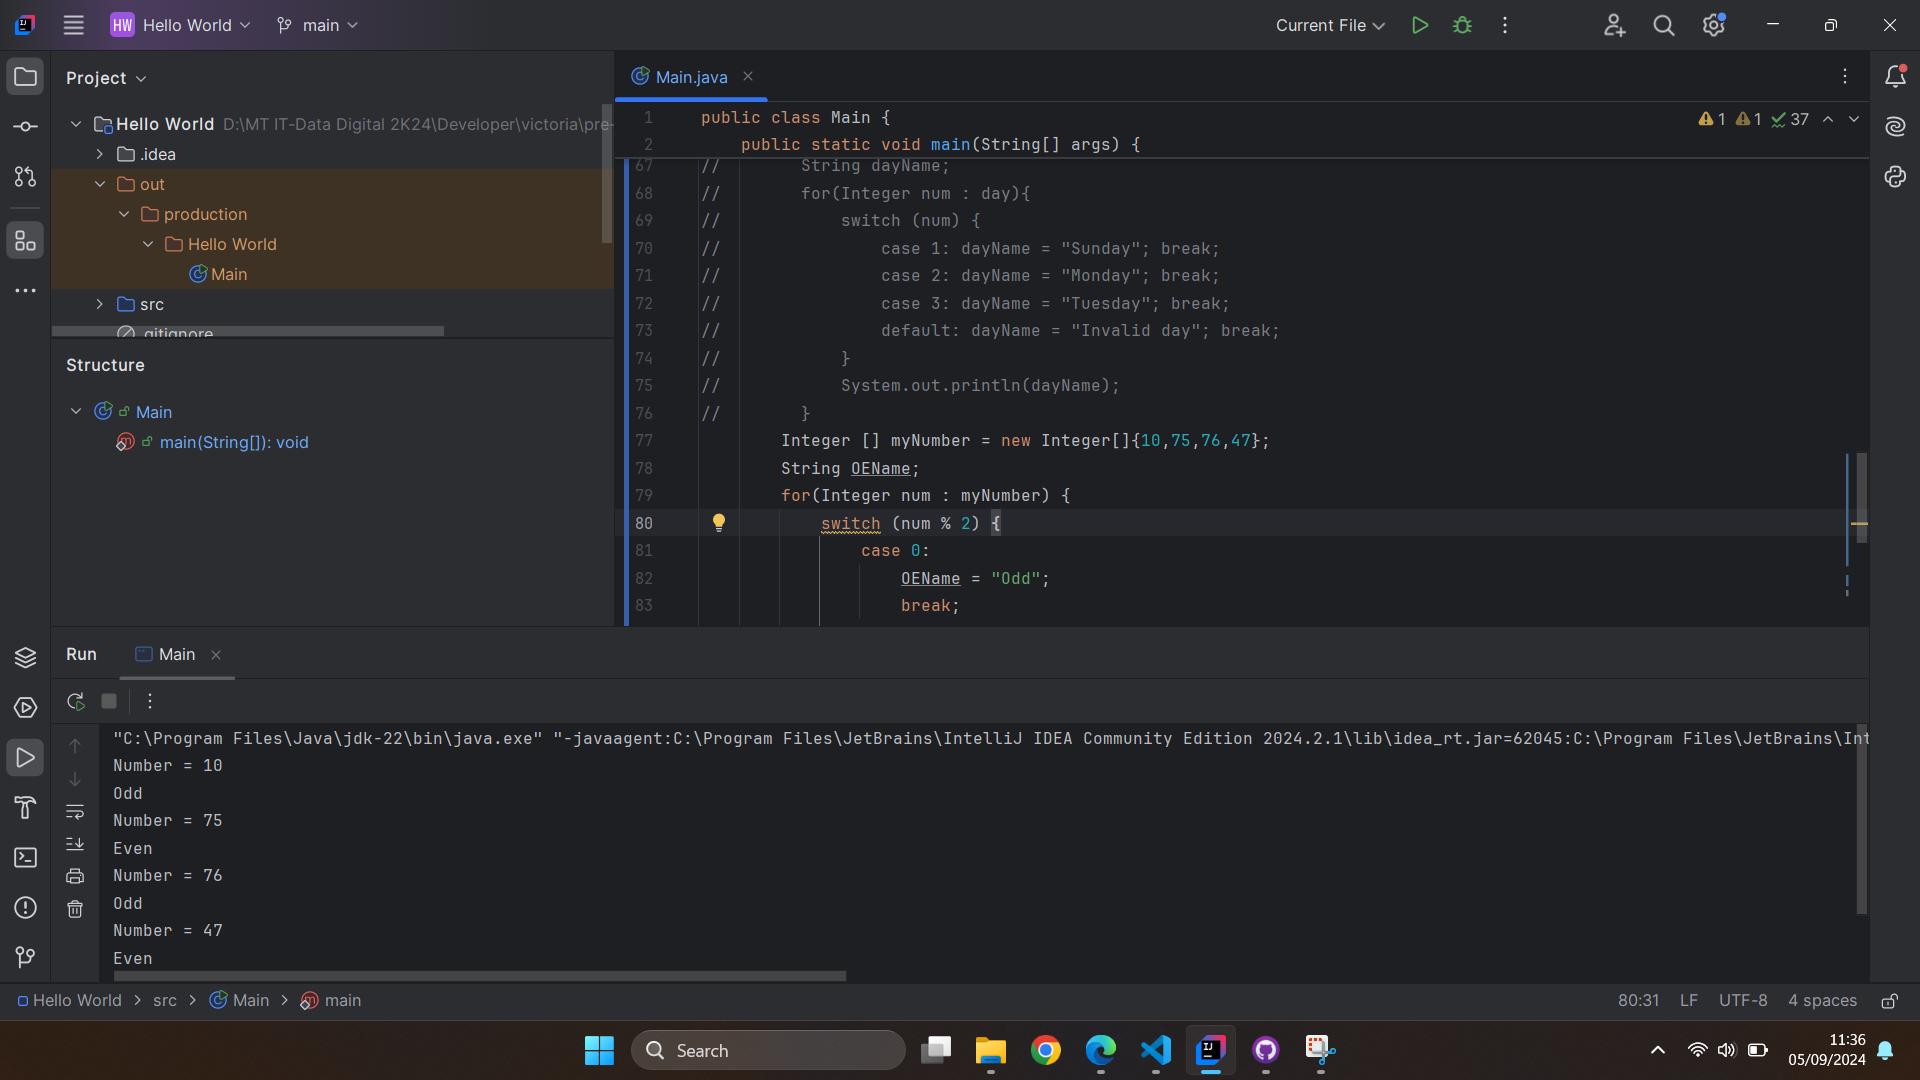 HW Hello World main Current File
Project
Hello World D:\MT IT-Data Digital 2K24\Developer\victoria\pre-
.idea
out
production
Hello World
Main
src
.gitignore
Structure
Main
main(String[]): void
Main.java
1 public class Main { 1 1 37
2 public static void main(String[] args) {
67 // String dayName;
68 // for(Integer num : day){
69 // switch (num) {
70 // case 1: dayName = "Sunday"; break;
71 // case 2: dayName = "Monday"; break;
72 // case 3: dayName = "Tuesday"; break;
73 // default: dayName = "Invalid day"; break;
74 // }
75 // System.out.println(dayName);
76 // }
77 Integer [] myNumber = new Integer[]{10,75,76,47};
78 String OEName;
79 for(Integer num : myNumber) {
80 switch (num % 2) {
81 case 0:
82 OEName = "Odd";
83 break;
Run Main
"C:\Program Files\Java\jdk-22\bin\java.exe" "-javaagent:C:\Program Files\JetBrains\IntelliJ IDEA Community Edition 2024.2.1\lib\idea_rt.jar=62045:C:\Program Files\JetBrains\Int
Number = 10
Odd
Number = 75
Even
Number = 76
Odd
Number = 47
Even
Hello World > src > Main > main 80:31 LF UTF-8 4 spaces
Search
11:36
05/09/2024